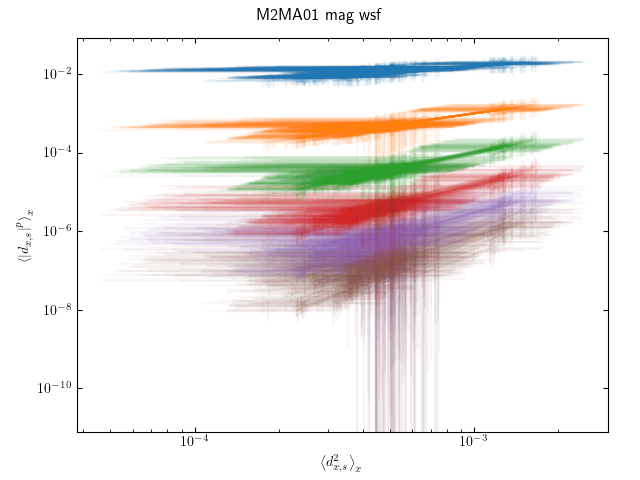 M2MA01 mag wsf
10^{-2}
10^{-4}
10^{-6}
10^{-8}
10^{-10}
⟨|d_{x,s}|^p⟩_x
10^{-4}
10^{-3}
⟨d_{x,s}^2⟩_x